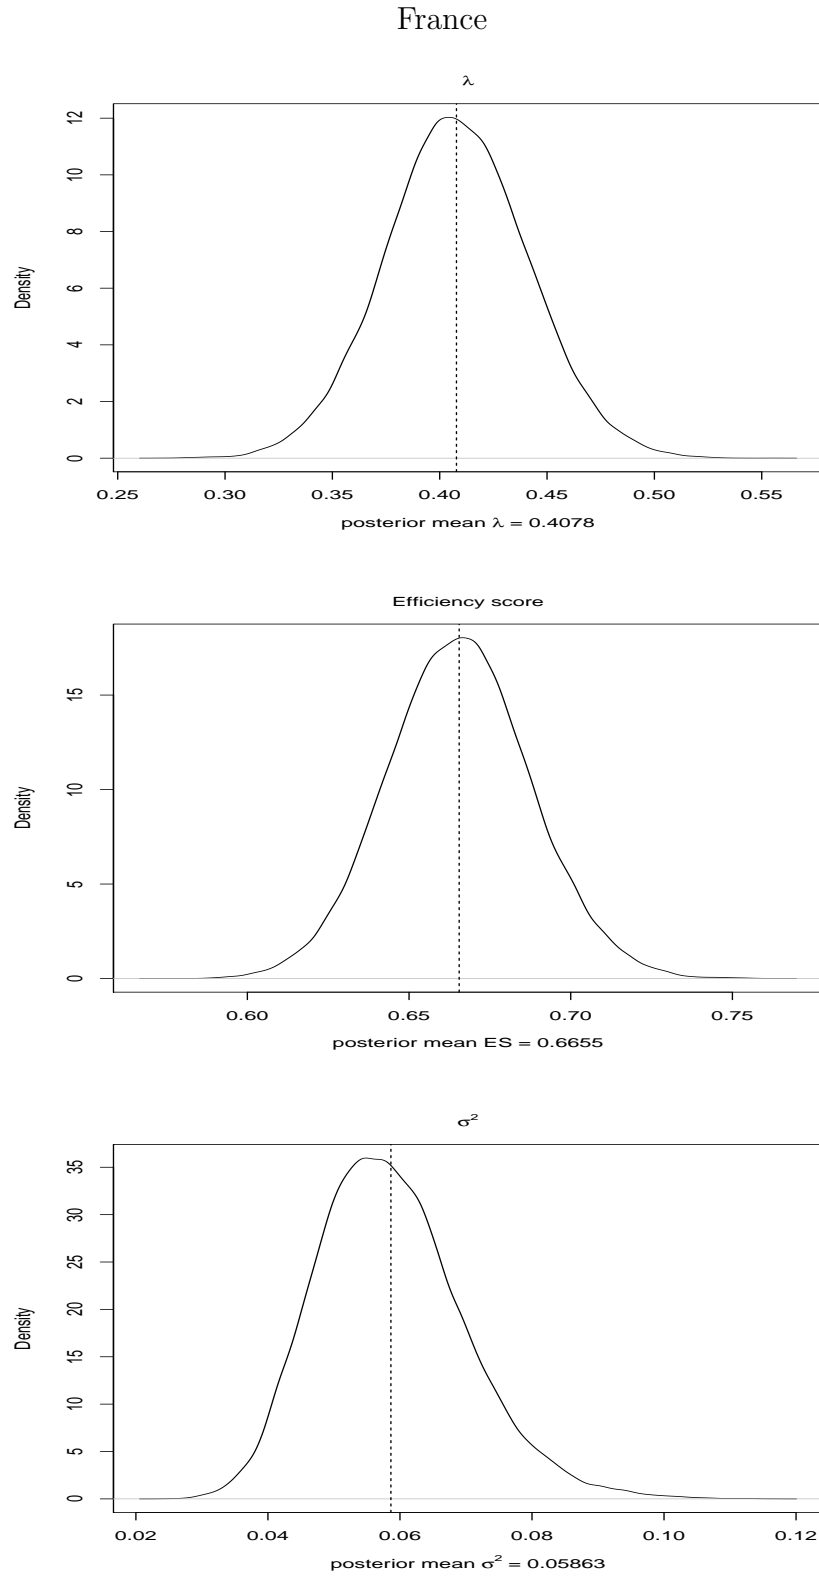 France
λ
Density
12
10
8
6
4
2
0
0.25 0.30 0.35 0.40 0.45 0.50 0.55
posterior mean λ = 0.4078
Efficiency score
Density
15
10
5
0
0.60 0.65 0.70 0.75
posterior mean ES = 0.6655
σ²
Density
35
30
25
20
15
10
5
0
0.02 0.04 0.06 0.08 0.10 0.12
posterior mean σ² = 0.05863